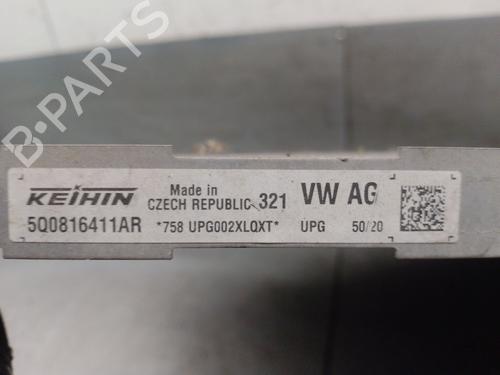 B-PARTS
KEIHIN
Made in
CZECH REPUBLIC 321 VW AG
5Q0816411AR *758 UPG002XLQXT* UPG 50/20